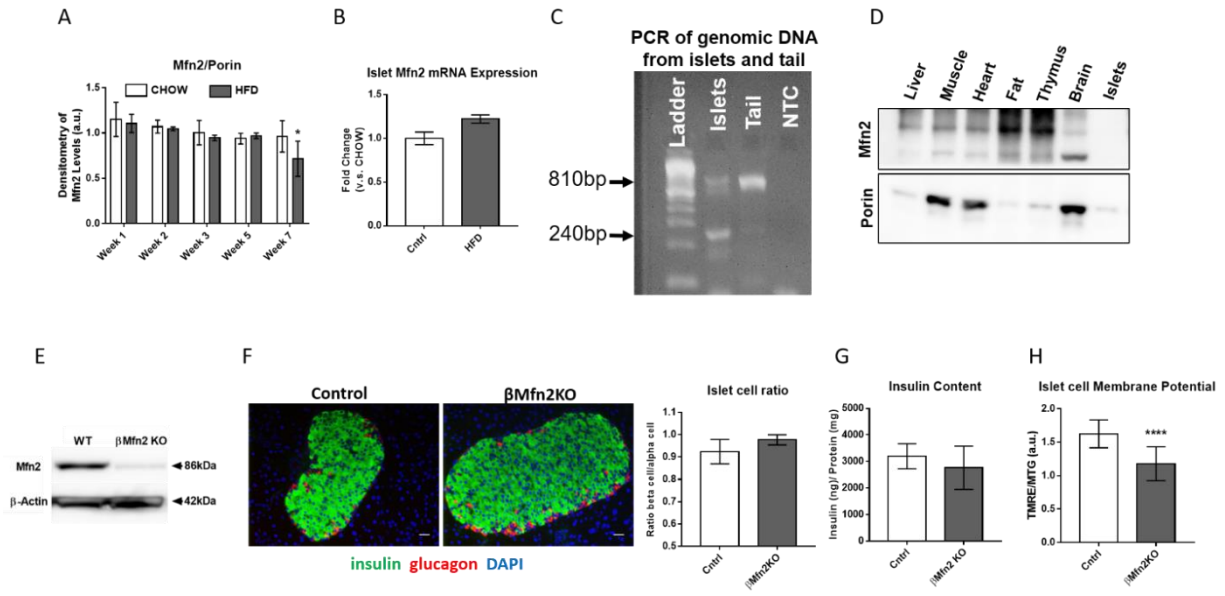 A
Mfn2/Porin
CHOW
HFD
Densitometry of
Mfn2 Levels (a.u.)
1.5
1.0
0.5
0.0
*
Week 1
Week 2
Week 3
Week 5
Week 7
B
Islet Mfn2 mRNA Expression
Fold Change
(v.s. CHOW)
1.5
1.0
0.5
0.0
Cntrl
HFD
C
PCR of genomic DNA
from islets and tail
Ladder
Islets
Tail
NTC
810bp
240bp
D
Liver
Muscle
Heart
Fat
Thymus
Brain
Islets
Mfn2
Porin
E
WT
βMfn2 KO
Mfn2
86kDa
β-Actin
42kDa
F
Control
βMfn2KO
insulin glucagon DAPI
Islet cell ratio
Ratio beta cell/alpha cell
1.1
1.0
0.9
0.8
0.7
0.6
0.5
Cntrl
βMfn2KO
G
Insulin Content
Insulin (ng)/ Protein (mg)
6000
5000
4000
3000
2000
1000
0
Cntrl
βMfn2 KO
H
Islet cell Membrane Potential
TMRE/MTG (a.u.)
2.0
1.5
1.0
0.5
0.0
****
Cntrl
βMfn2KO